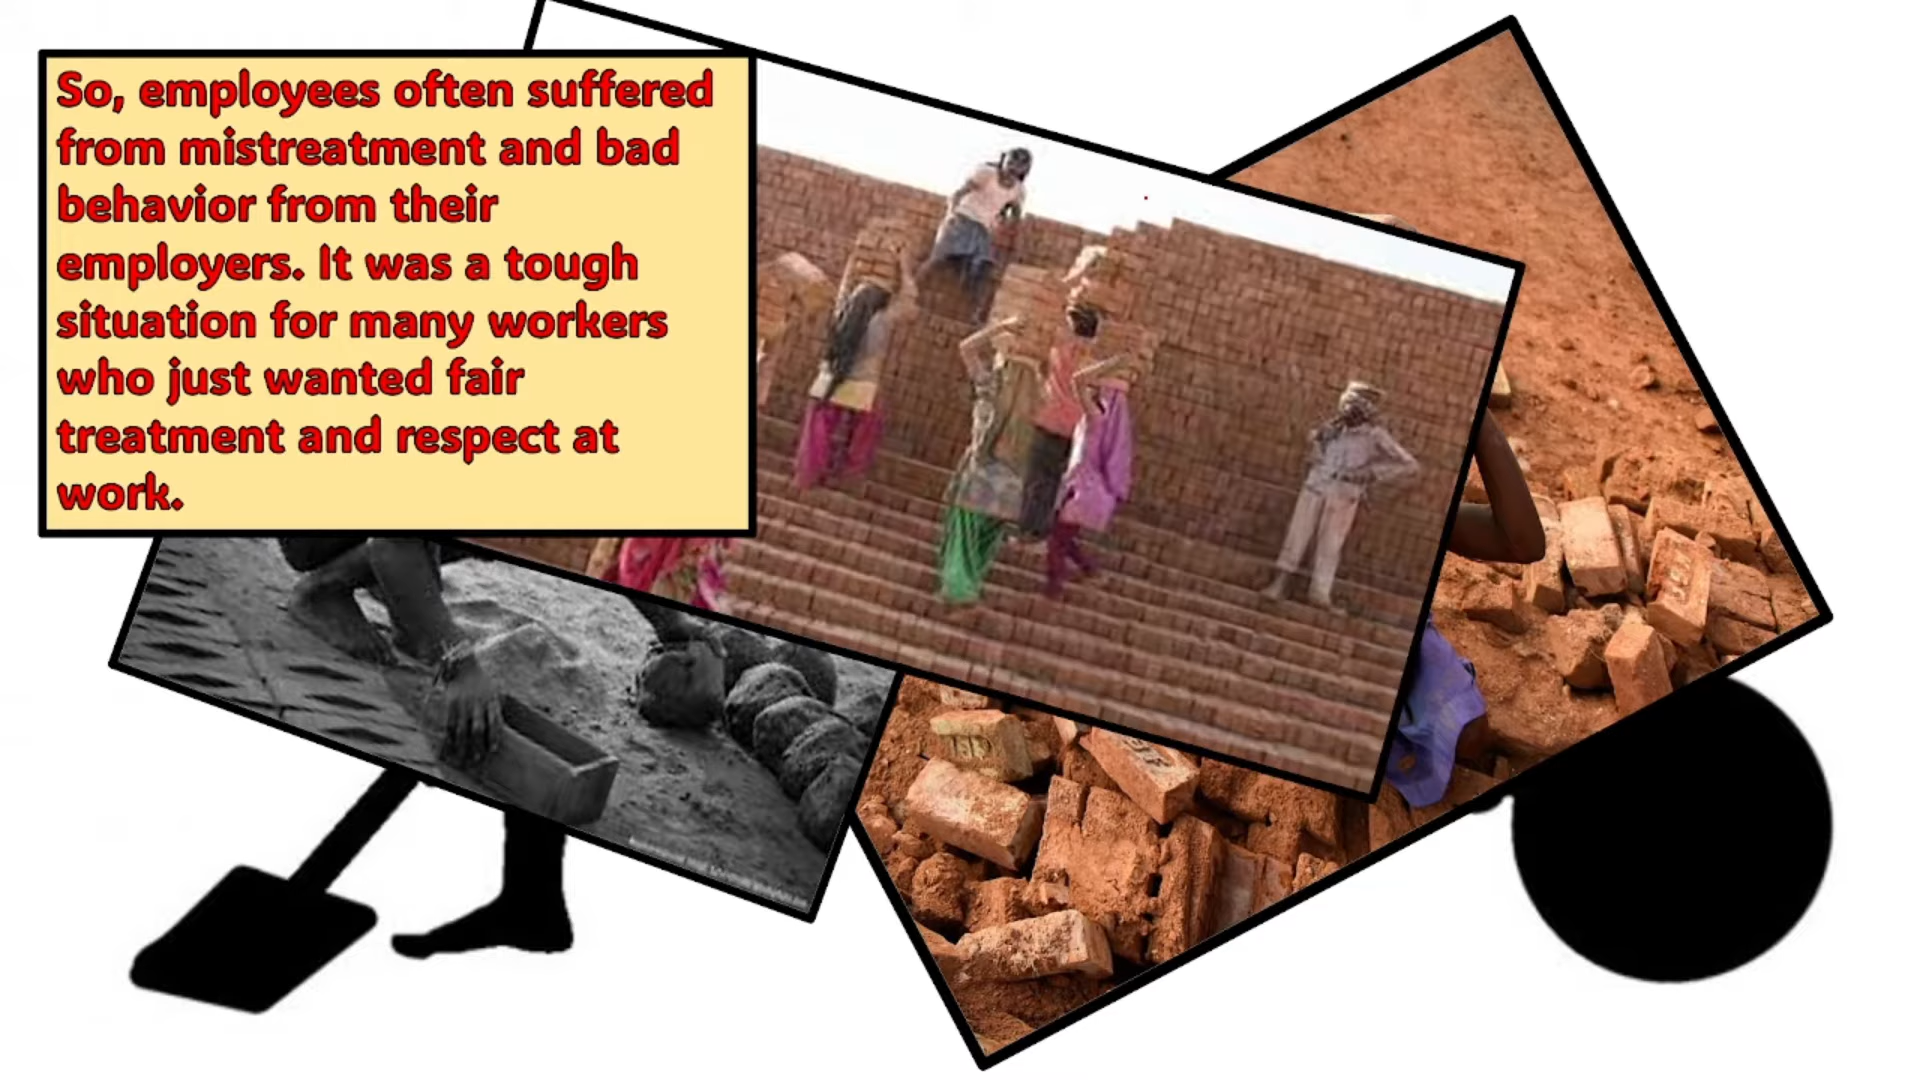 So, employees often suffered
from mistreatment and bad
behavior from their
employers. It was a tough
situation for many workers
who just wanted fair
treatment and respect at
work.